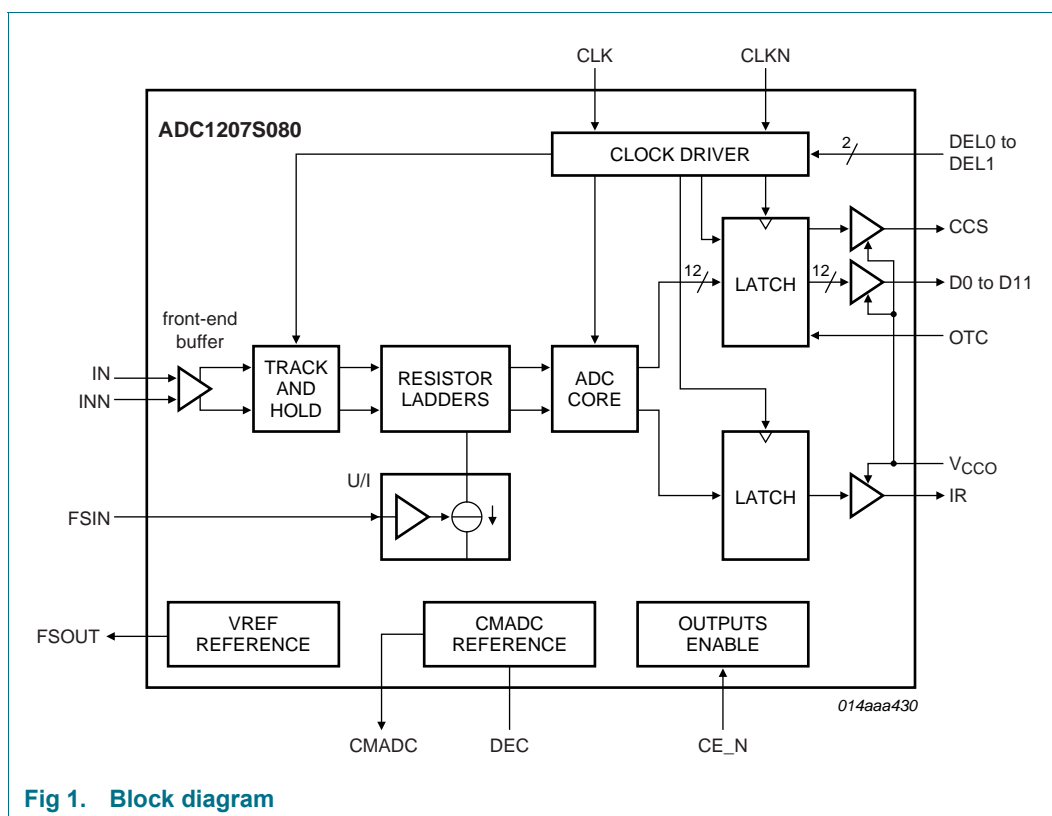 CLK
CLKN
ADC1207S080
CLOCK DRIVER
2
DEL0 to
DEL1
CCS
LATCH
12
12
D0 to D11
OTC
front-end
buffer
IN
INN
TRACK
AND
HOLD
RESISTOR
LADDERS
ADC
CORE
U/I
FSIN
LATCH
VCCO
IR
FSOUT
VREF
REFERENCE
CMADC
REFERENCE
OUTPUTS
ENABLE
014aaa430
CMADC
DEC
CE_N
Fig 1. Block diagram